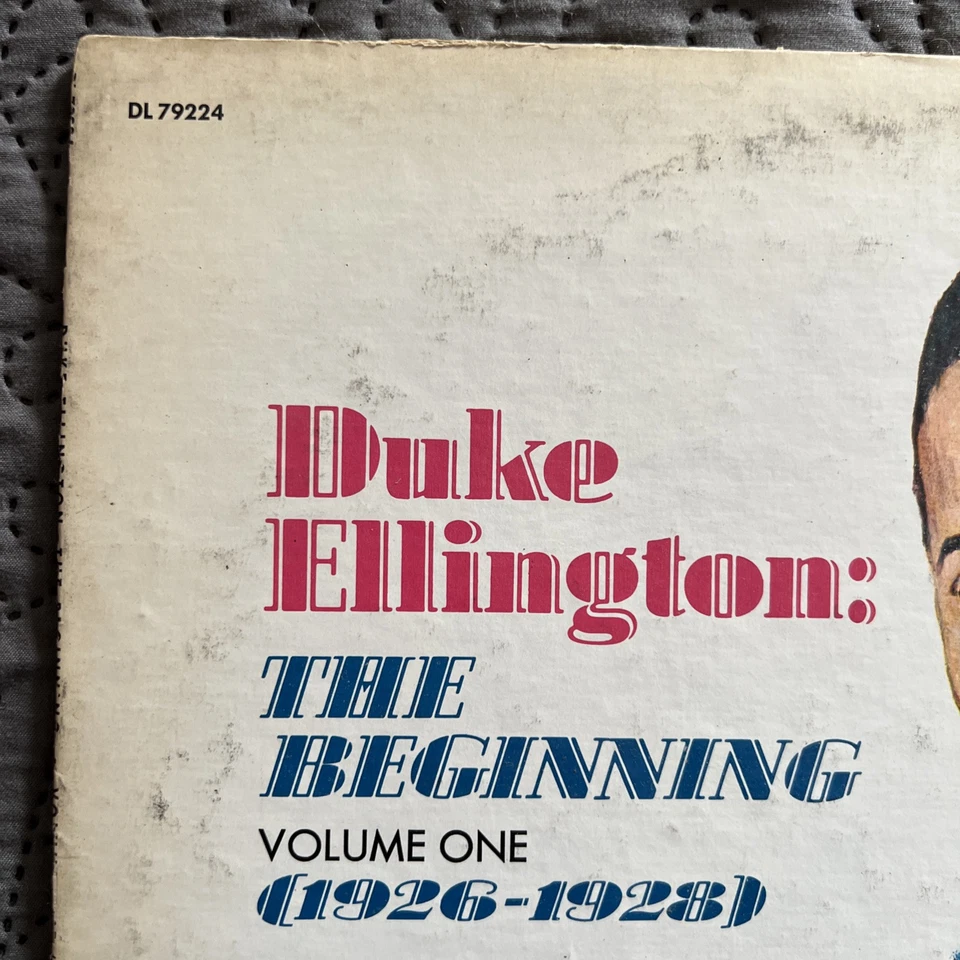 DL 79224
Duke
Ellington:
THE
BEGINNING
VOLUME ONE
(1926-1928)